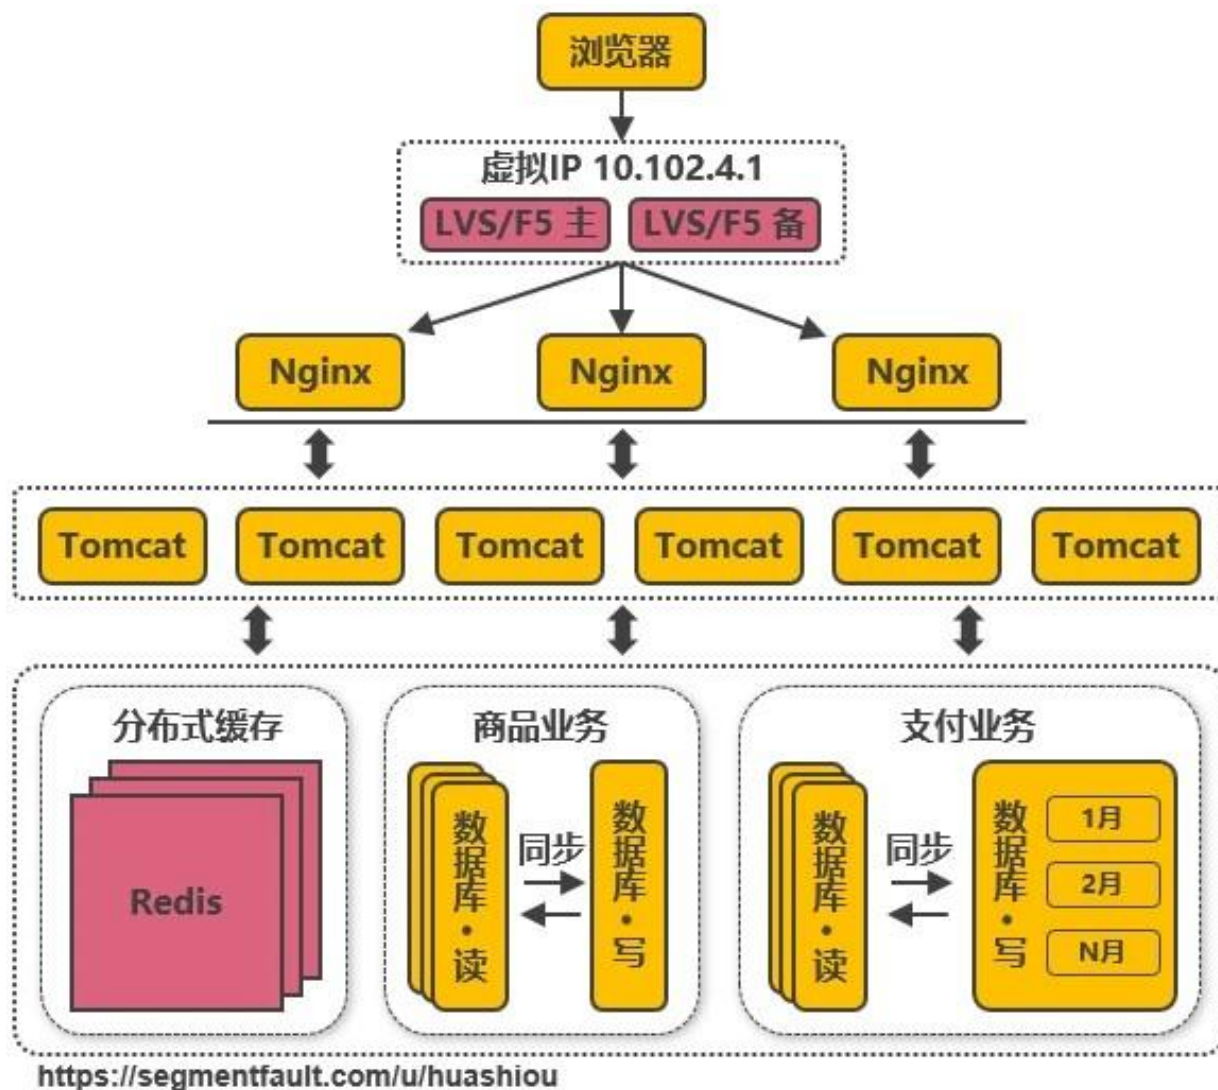 浏览器
虚拟IP 10.102.4.1
LVS/F5 主
LVS/F5 备
Nginx
Nginx
Nginx
Tomcat
Tomcat
Tomcat
Tomcat
Tomcat
Tomcat
分布式缓存
Redis
商品业务
数据库·读
同步
数据库·写
支付业务
数据库·读
同步
数据库·写
1月
2月
N月
https://segmentfault.com/u/huashiou